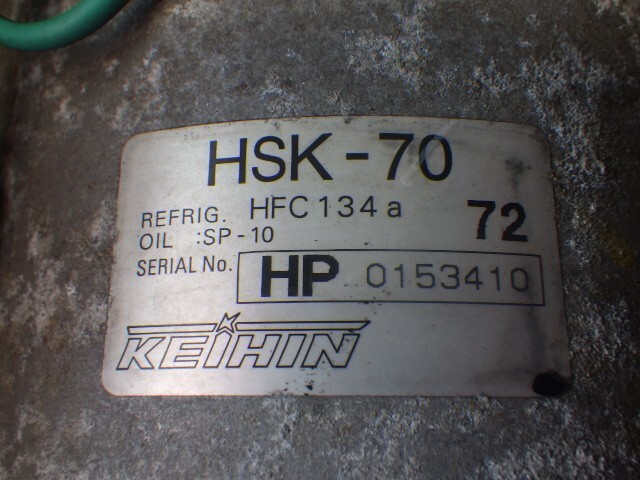 HSK-70
REFRIG. HFC134a
OIL :SP-10 72
SERIAL No. HP 0153410
KEIHIN